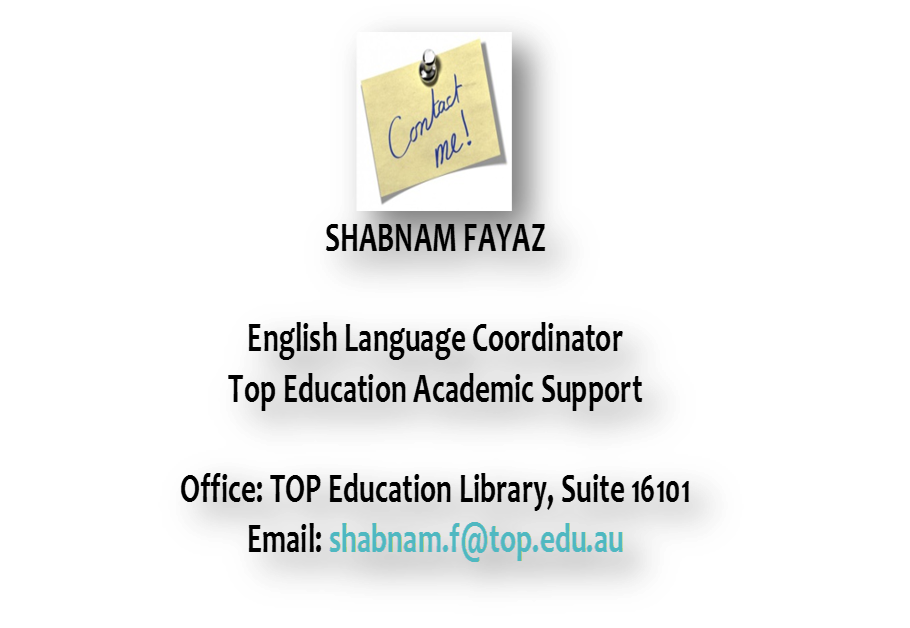 Contact
me!
SHABNAM FAYAZ
English Language Coordinator
Top Education Academic Support
Office: TOP Education Library, Suite 16101
Email: shabnam.f@top.edu.au